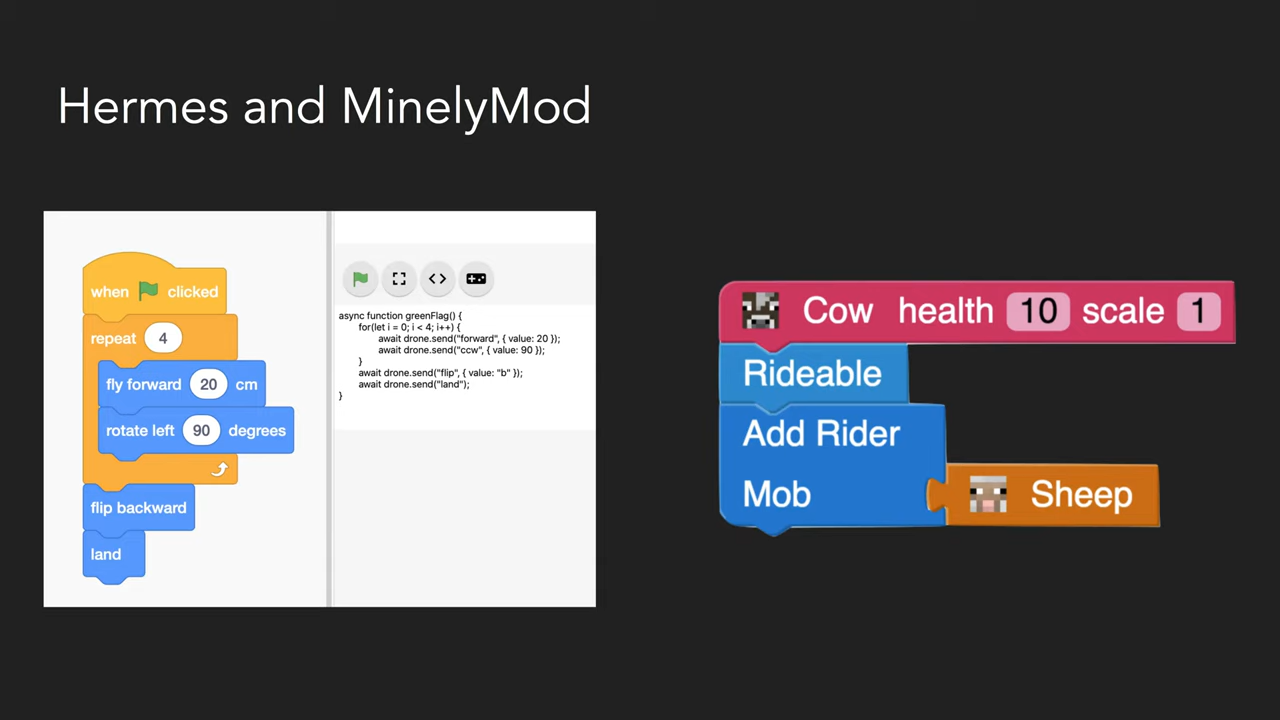 Hermes and MinelyMod
when clicked
repeat 4
fly forward 20 cm
rotate left 90 degrees
flip backward
land
async function greenFlag() {
for(let i = 0; i < 4; i++) {
await drone.send("forward", { value: 20 });
await drone.send("ccw", { value: 90 });
}
await drone.send("flip", { value: "b" });
await drone.send("land");
}
Cow health 10 scale 1
Rideable
Add Rider
Mob Sheep